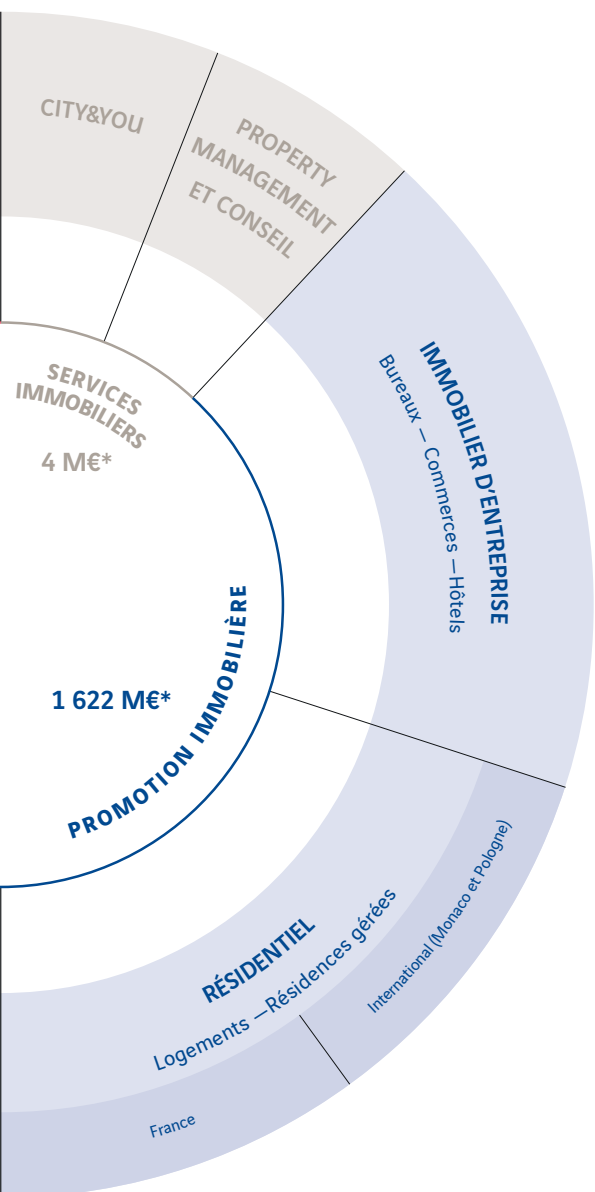 CITY&YOU
PROPERTY
MANAGEMENT
ET CONSEIL
SERVICES
IMMOBILIERS
4 M€*
IMMOBILIER D'ENTREPRISE
Bureaux — Commerces — Hôtels
PROMOTION IMMOBILIÈRE
1 622 M€*
RÉSIDENTIEL
Logements — Résidences gérées
International (Monaco et Pologne)
France